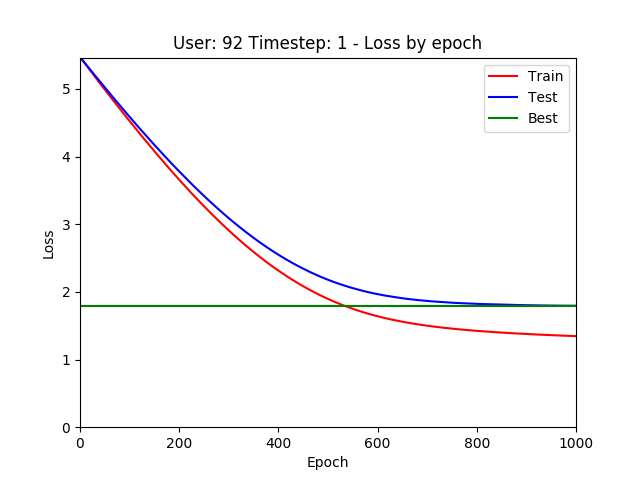 User: 92 Timestep: 1 - Loss by epoch
Train
Test
Best
5
4
3
2
1
0
Loss
0 200 400 600 800 1000
Epoch